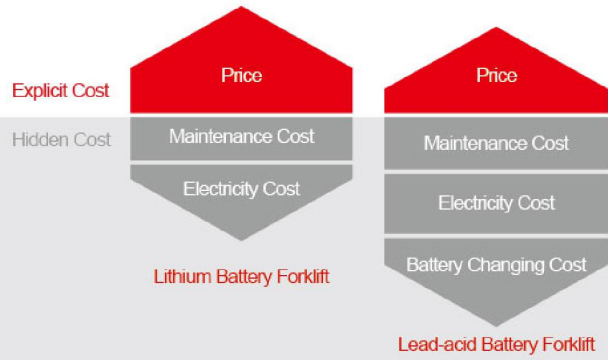 Price
Price
Explicit Cost
Hidden Cost
Maintenance Cost
Maintenance Cost
Electricity Cost
Electricity Cost
Battery Changing Cost
Lithium Battery Forklift
Lead-acid Battery Forklift